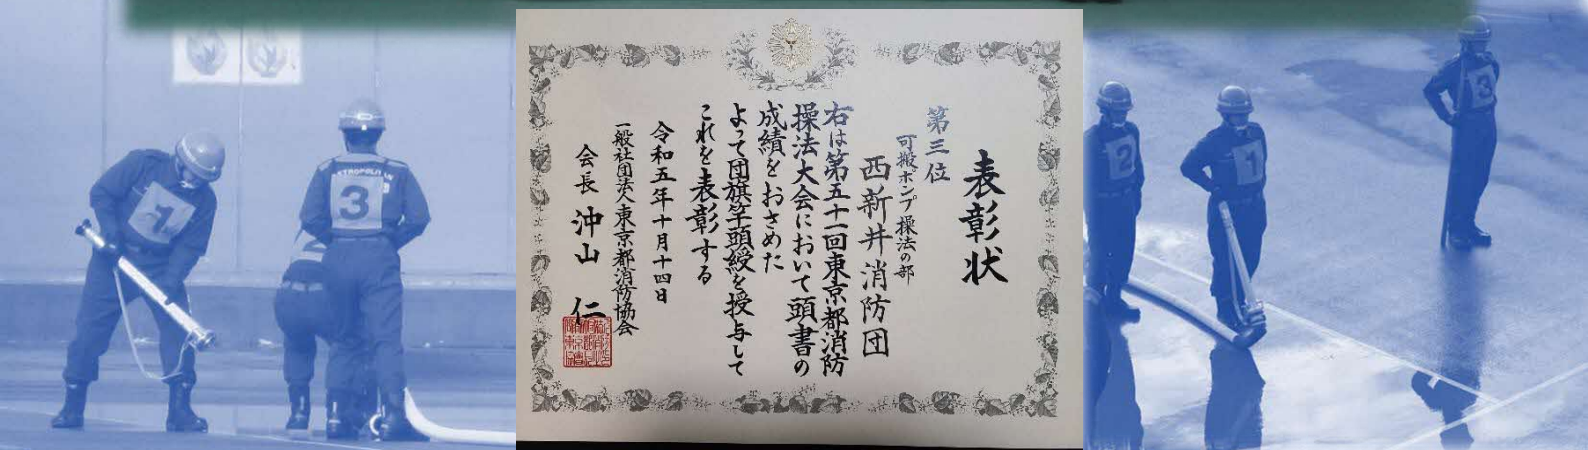 表彰状
第三位
可搬ポンプ操法の部
西新井消防団
右は第五十一回東京都消防
操法大会において頭書の
成績をおさめた
よって団旗竿頭綬を授与して
これを表彰する
令和五年十月十四日
一般社団法人東京都消防協会
会長 沖山 仁
1
3
2
1
3